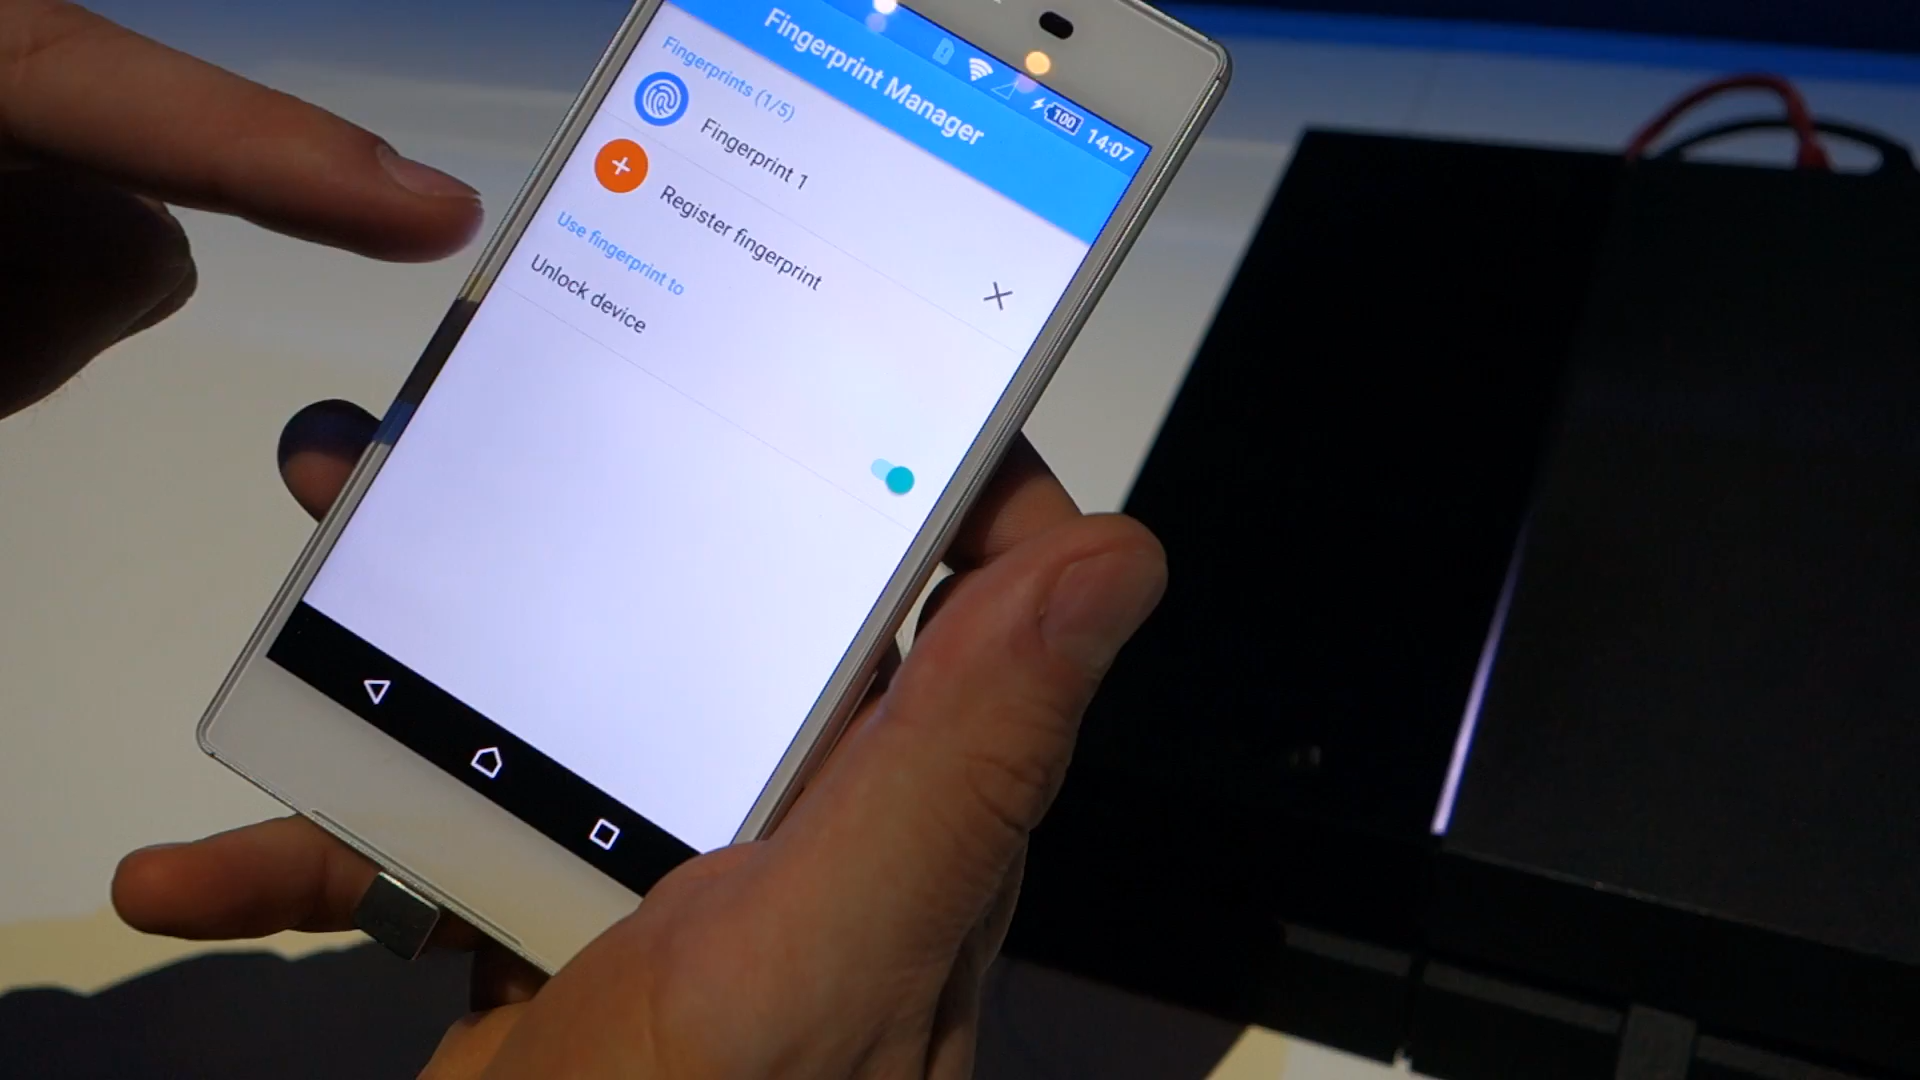 100 14:07
Fingerprint Manager
Fingerprints (1/5)
Fingerprint 1
Register fingerprint
Use fingerprint to
Unlock device